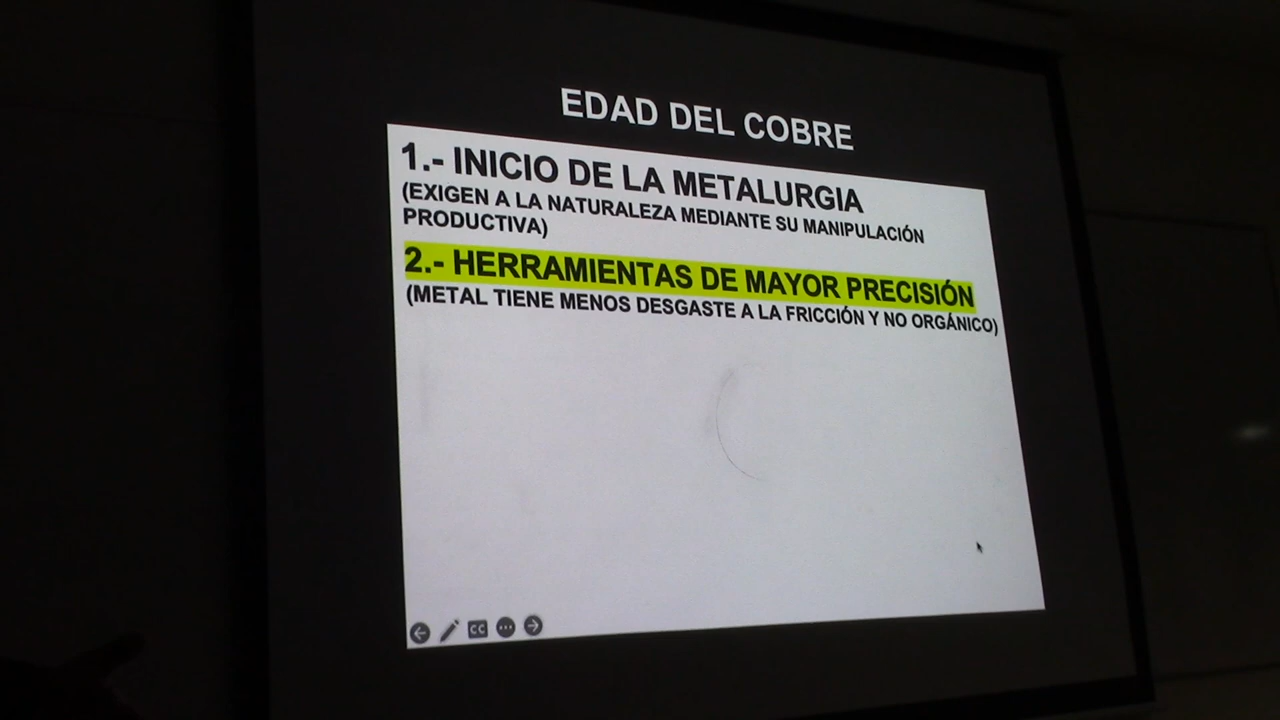 EDAD DEL COBRE
1.- INICIO DE LA METALURGIA
(EXIGEN A LA NATURALEZA MEDIANTE SU MANIPULACIÓN
PRODUCTIVA)
2.- HERRAMIENTAS DE MAYOR PRECISIÓN
(METAL TIENE MENOS DESGASTE A LA FRICCIÓN Y NO ORGÁNICO)
CC